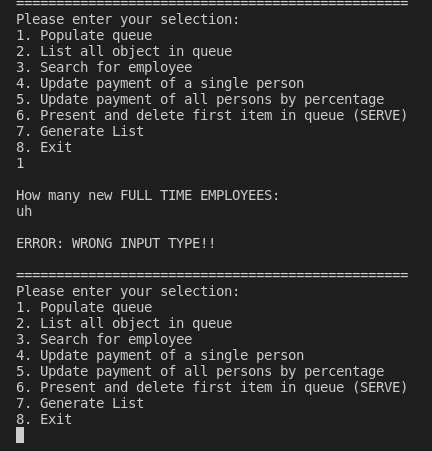 =================================================
Please enter your selection:
1. Populate queue
2. List all object in queue
3. Search for employee
4. Update payment of a single person
5. Update payment of all persons by percentage
6. Present and delete first item in queue (SERVE)
7. Generate List
8. Exit
1
How many new FULL TIME EMPLOYEES:
uh
ERROR: WRONG INPUT TYPE!!
=================================================
Please enter your selection:
1. Populate queue
2. List all object in queue
3. Search for employee
4. Update payment of a single person
5. Update payment of all persons by percentage
6. Present and delete first item in queue (SERVE)
7. Generate List
8. Exit